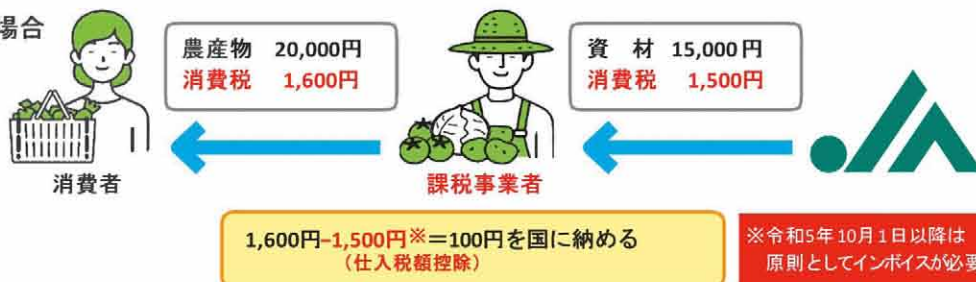 場合
農産物 20,000円
消費税 1,600円
資 材 15,000円
消費税 1,500円
消費者
課税事業者
1,600円−1,500円※＝100円を国に納める
(仕入税額控除)
※令和5年10月1日以降は
原則としてインボイスが必要